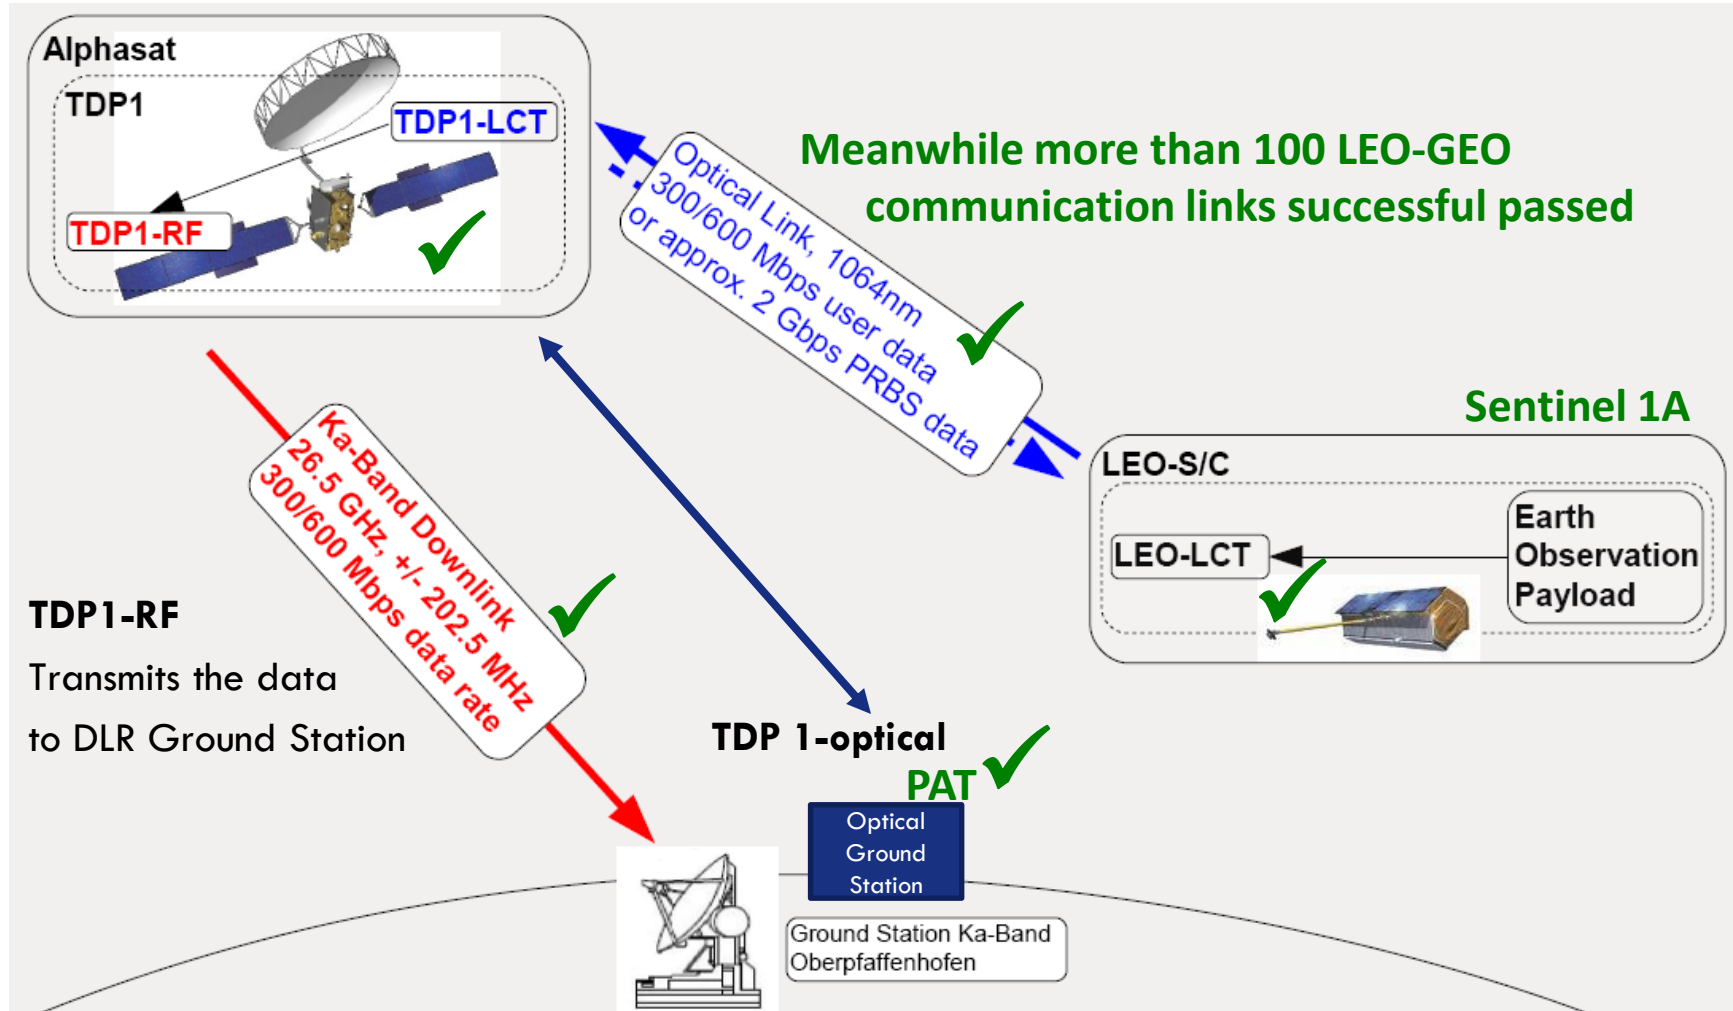 Alphasat
TDP1
TDP1-LCT
TDP1-RF
Meanwhile more than 100 LEO-GEO
communication links successful passed
Optical Link, 1064nm
300/600 Mbps user data
or approx. 2 Gbps PRBS data
Sentinel 1A
LEO-S/C
LEO-LCT
Earth
Observation
Payload
Ka-Band Downlink
26.5 GHz, +/- 202.5 MHz
300/600 Mbps data rate
TDP1-RF
Transmits the data
to DLR Ground Station
TDP 1-optical
PAT
Optical
Ground
Station
Ground Station Ka-Band
Oberpfaffenhofen